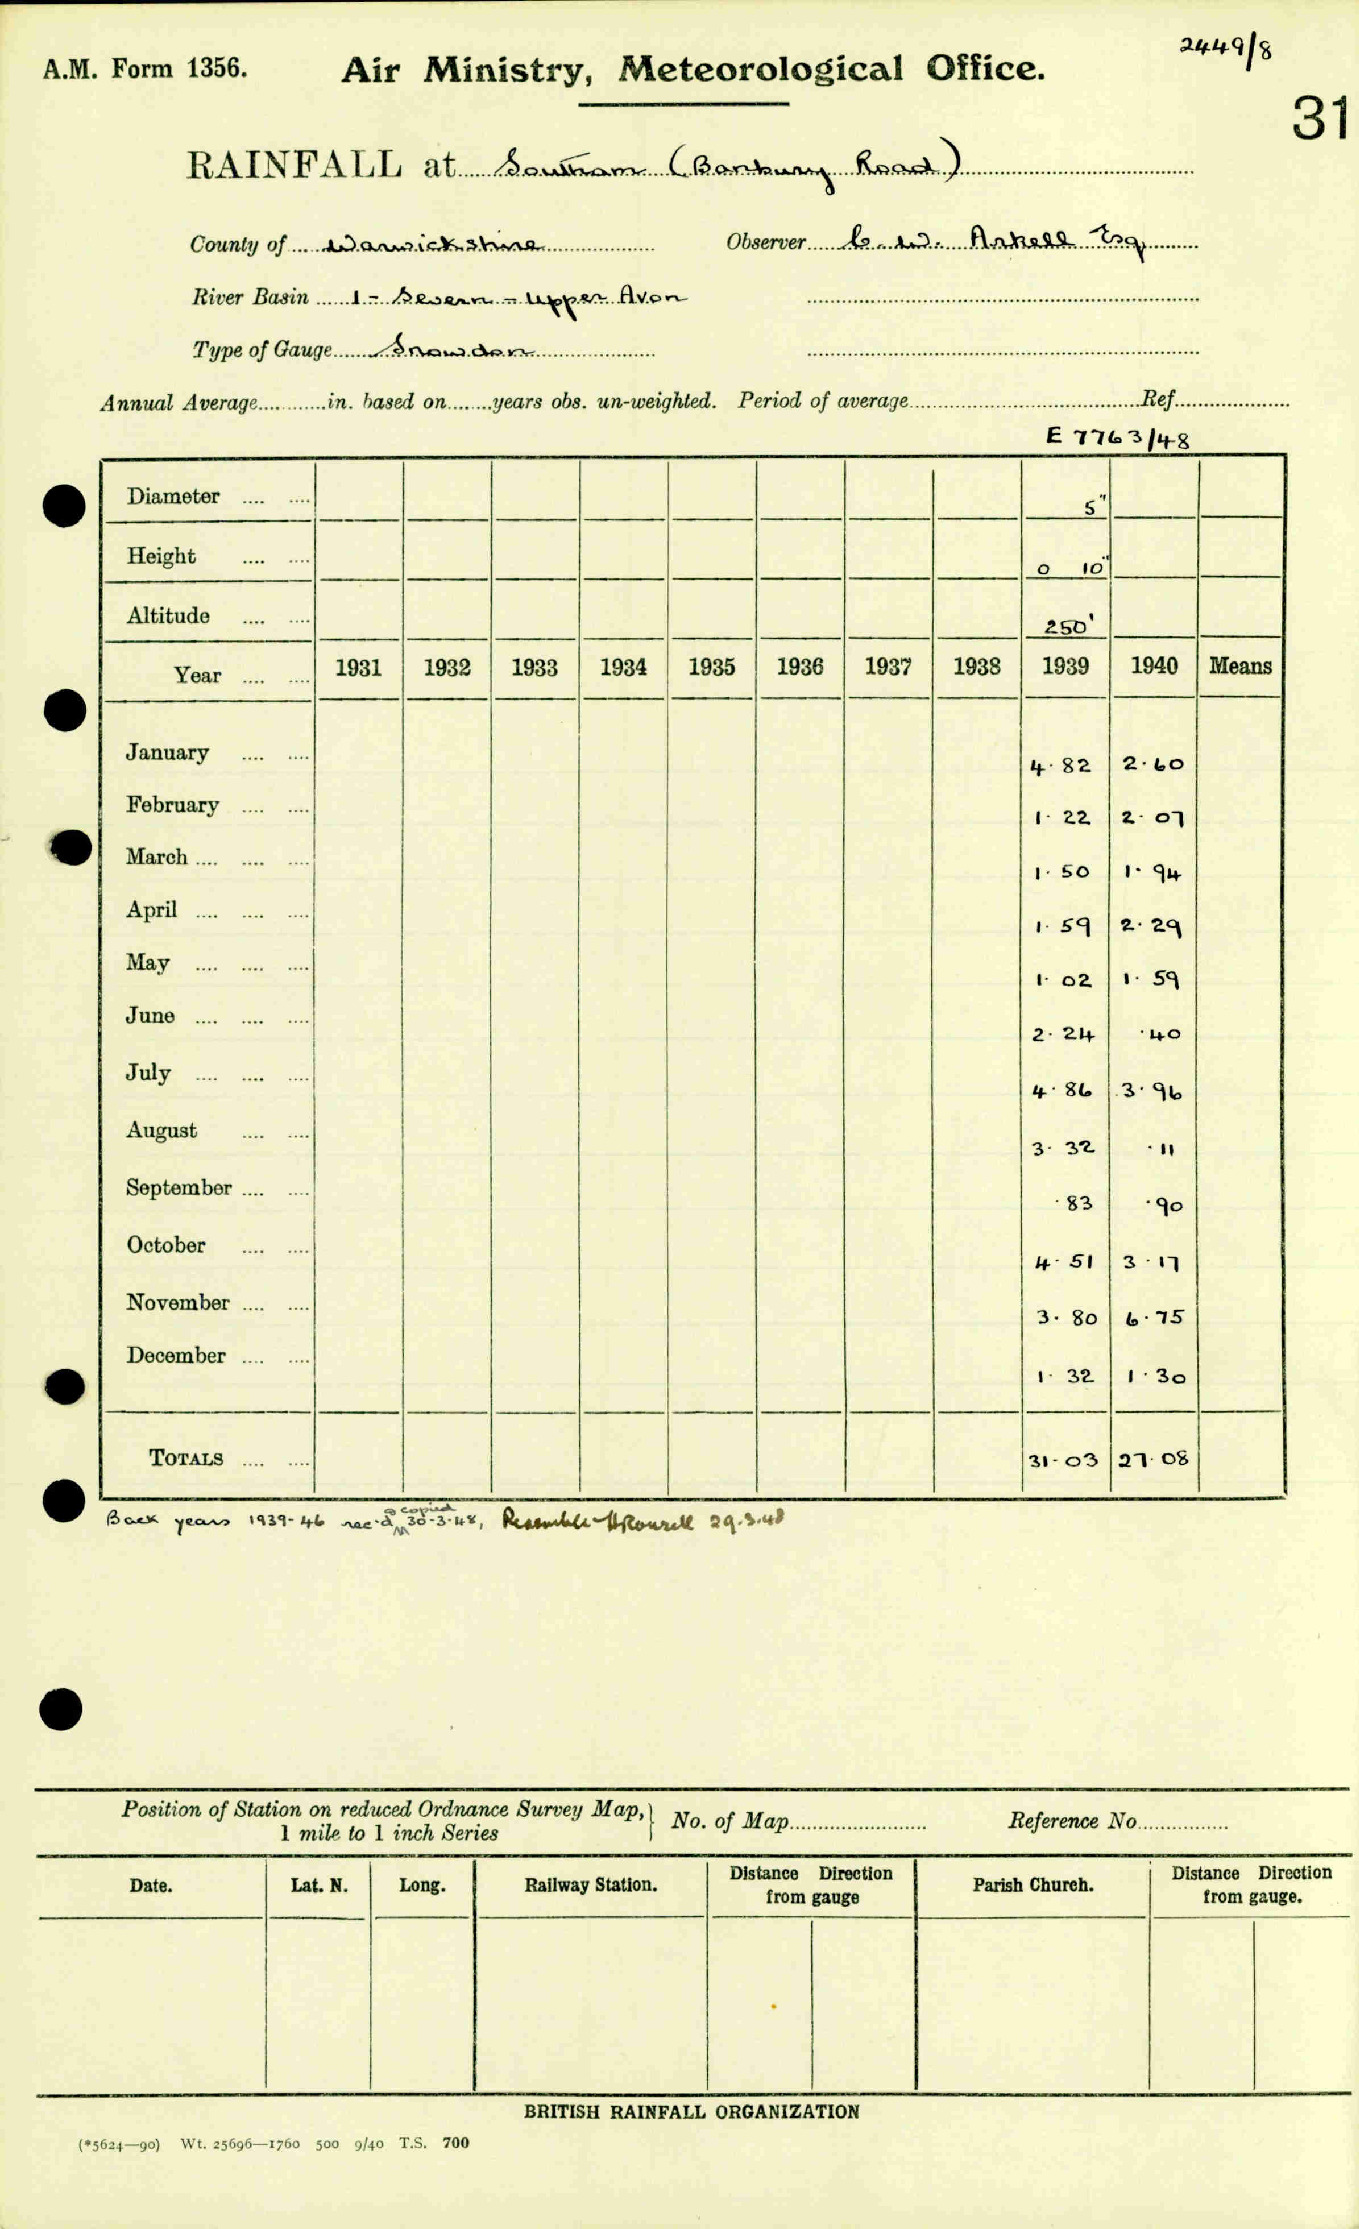 2449/8
A.M. Form 1356. Air Ministry, Meteorological Office.
31
RAINFALL at Southam (Banbury Road)
County of Warwickshire Observer C. W. Arkell Esq.
River Basin 1 - Severn - Upper Avon
Type of Gauge Snowdon
Annual Average............in. based on........years obs. un-weighted. Period of average........ Ref........
E 7763/48
Diameter .... .... 5"
Height .... .... 0 10"
Altitude .... .... 250'
Year .... .... 1931 1932 1933 1934 1935 1936 1937 1938 1939 1940 Means
January .... .... 4.82 2.60
February .... .... 1.22 2.07
March .... .... .... 1.50 1.94
April .... .... .... 1.59 2.29
May .... .... .... 1.02 1.59
June .... .... .... 2.24 .40
July .... .... .... 4.86 3.96
August .... .... 3.32 .11
September .... .... .83 .90
October .... .... 4.51 3.17
November .... .... 3.80 6.75
December .... .... 1.32 1.30
TOTALS .... .... 31.03 27.08
Back years 1939-46 rec'd & copied 30-3-48, 29.3.48
Position of Station on reduced Ordnance Survey Map, } No. of Map........ Reference No........
1 mile to 1 inch Series
Date. Lat. N. Long. Railway Station. Distance Direction from gauge Parish Church. Distance Direction from gauge.
BRITISH RAINFALL ORGANIZATION
(*5624—90) Wt. 25696—1760 500 9/40 T.S. 700